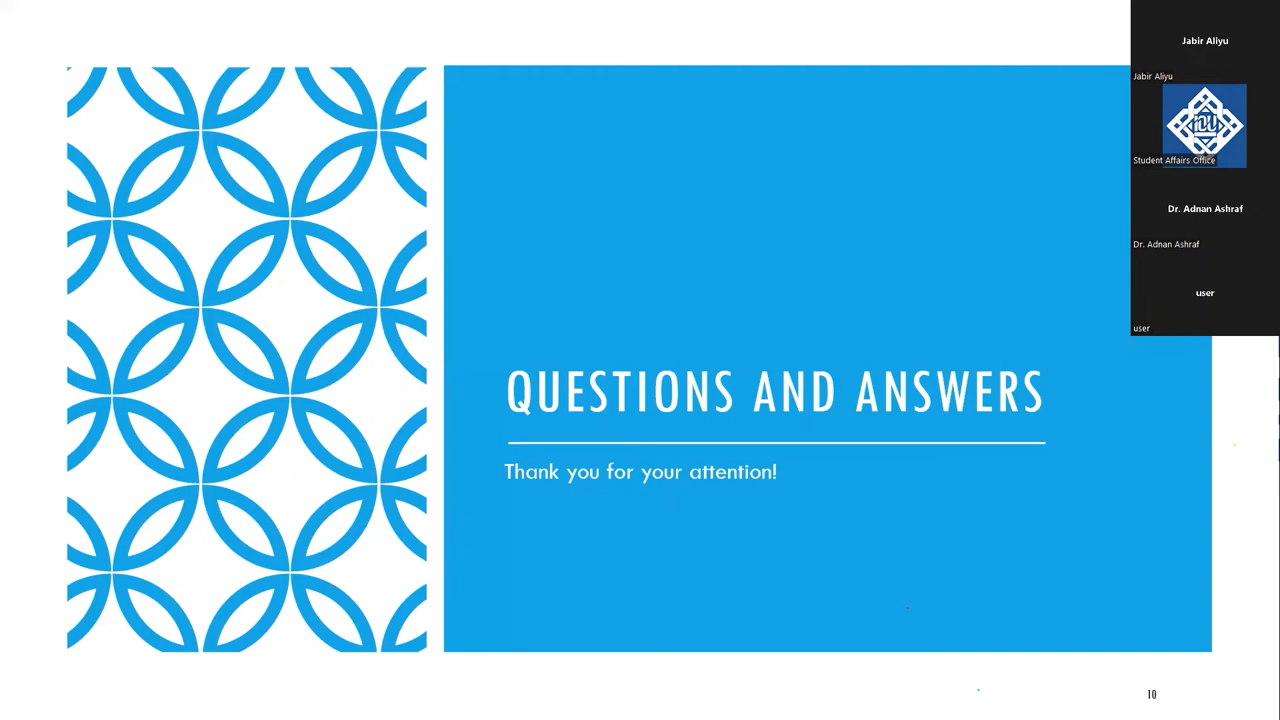 Jabir Aliyu
Jabir Aliyu
IOU
Student Affairs Office
Dr. Adnan Ashraf
Dr. Adnan Ashraf
user
user
QUESTIONS AND ANSWERS
Thank you for your attention!
10